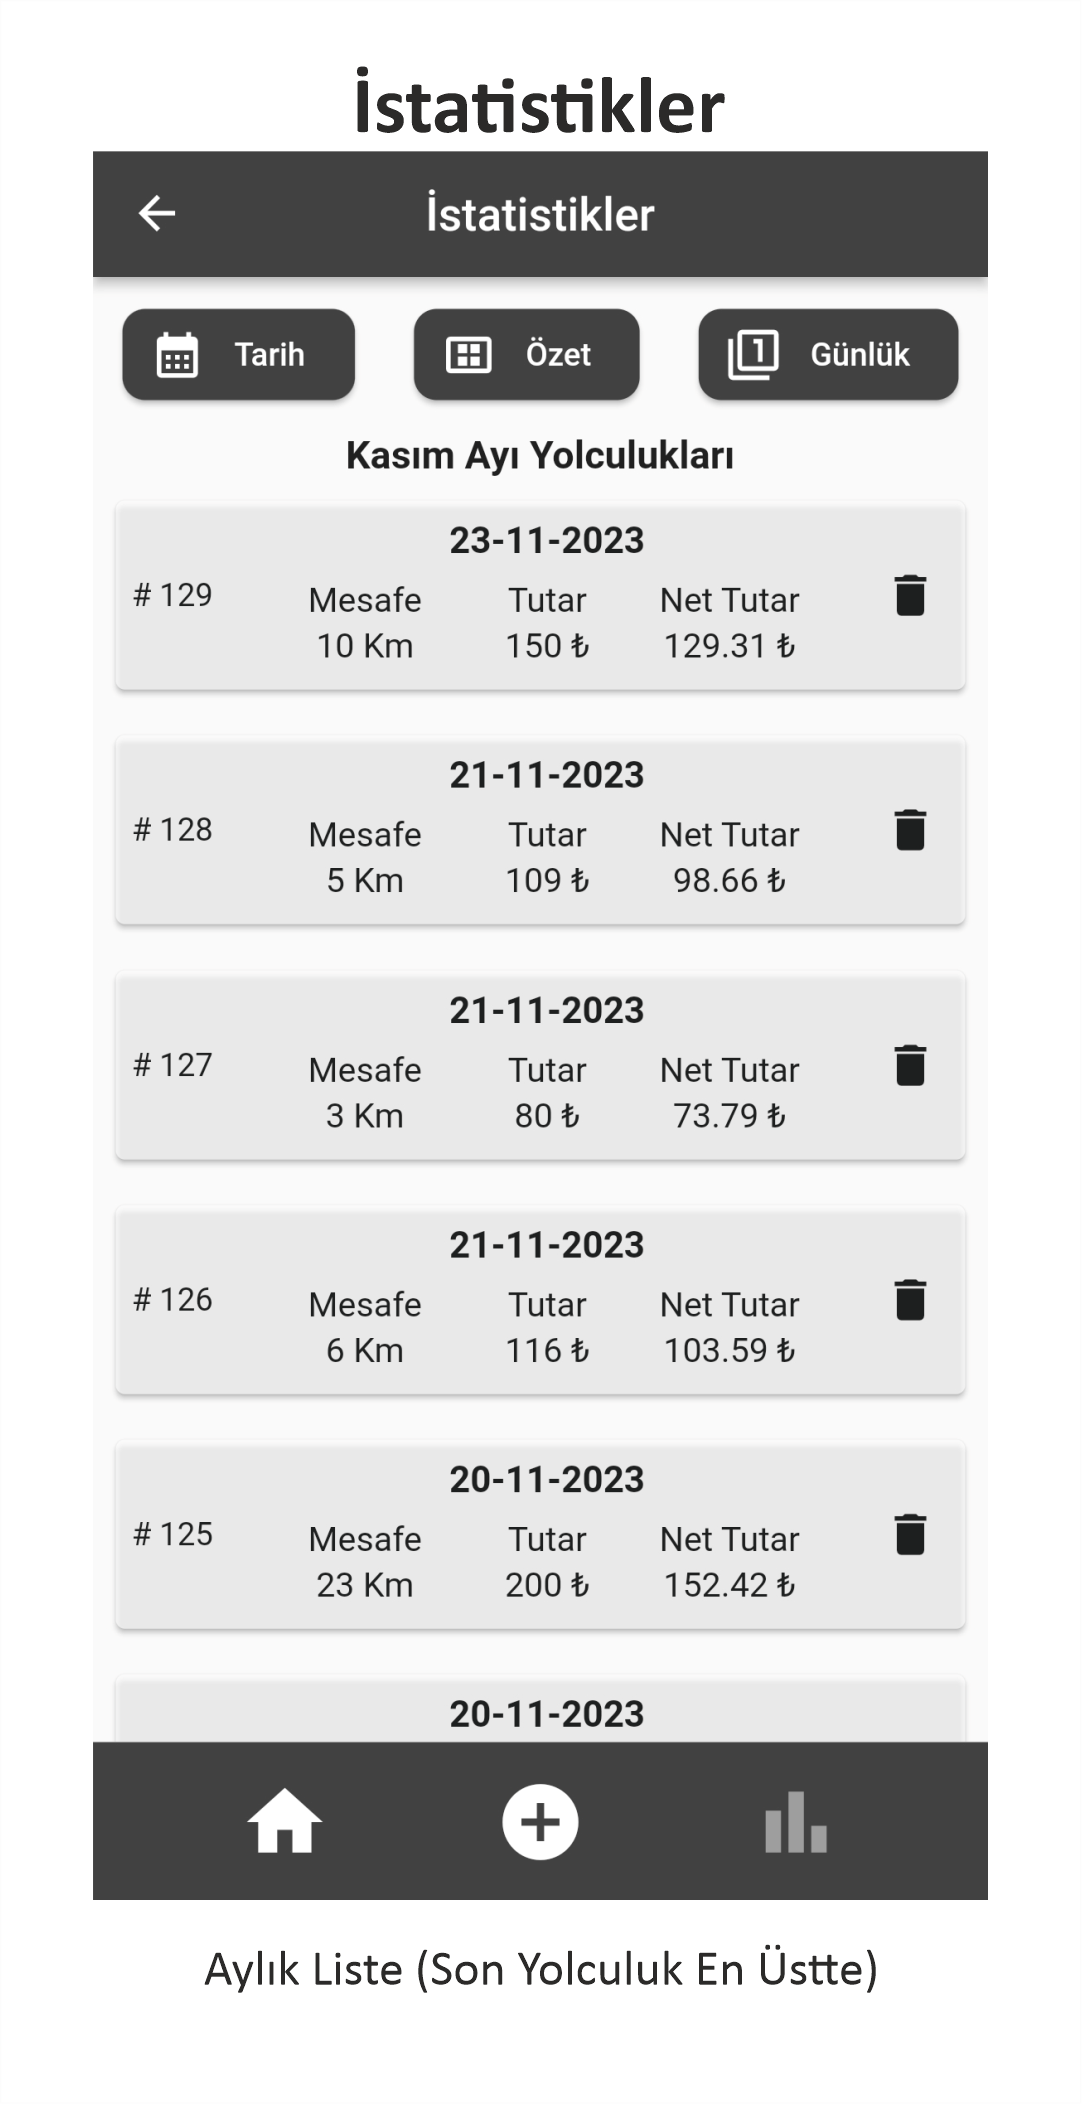 İstatistikler
İstatistikler
Tarih
Özet
1
Günlük
Kasım Ayı Yolculukları
23-11-2023
# 129
Mesafe Tutar Net Tutar
10 Km 150 ₺ 129.31 ₺
21-11-2023
# 128
Mesafe Tutar Net Tutar
5 Km 109 ₺ 98.66 ₺
21-11-2023
# 127
Mesafe Tutar Net Tutar
3 Km 80 ₺ 73.79 ₺
21-11-2023
# 126
Mesafe Tutar Net Tutar
6 Km 116 ₺ 103.59 ₺
20-11-2023
# 125
Mesafe Tutar Net Tutar
23 Km 200 ₺ 152.42 ₺
20-11-2023
Aylık Liste (Son Yolculuk En Üstte)